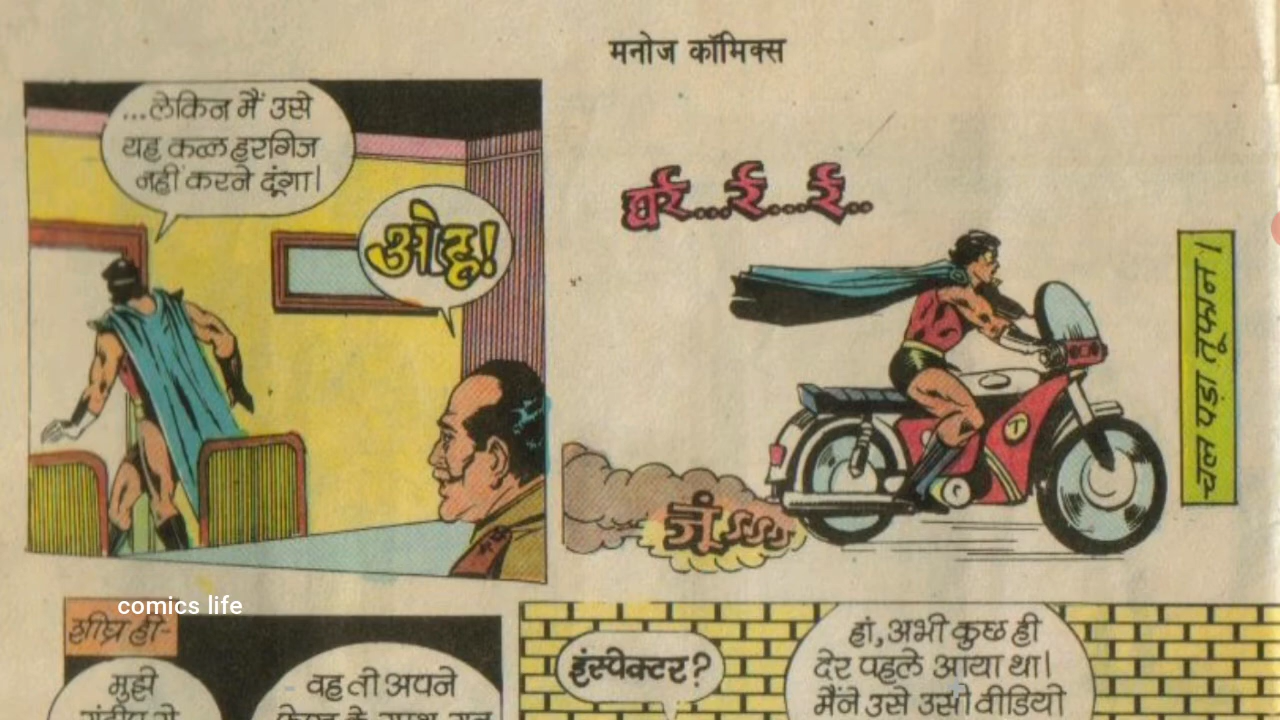 मनोज कॉमिक्स
...लेकिन मैं उसे
यह कत्ल हरगिज
नहीं करने दूंगा।
ओह!
घर्र...र्र....र्र..
जूंऽऽऽ
चल पड़ा तूफान।
comics life
शीघ्र ही-
मुझे
वह तो अपने
इंस्पेक्टर?
हां, अभी कुछ ही
देर पहले आया था।
मैंने उसे उसी वीडियो